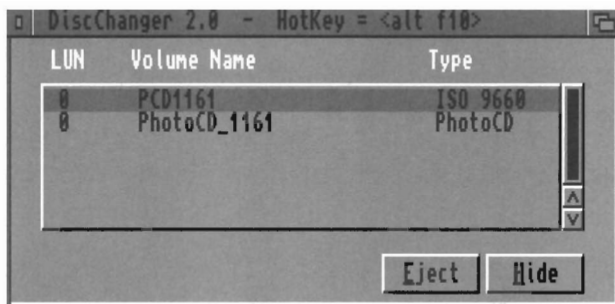 DiscChanger 2.0 - HotKey = <alt f10>
LUN Volume Name Type
0 PCD1161 ISO 9660
0 PhotoCD_1161 PhotoCD
Eject Hide